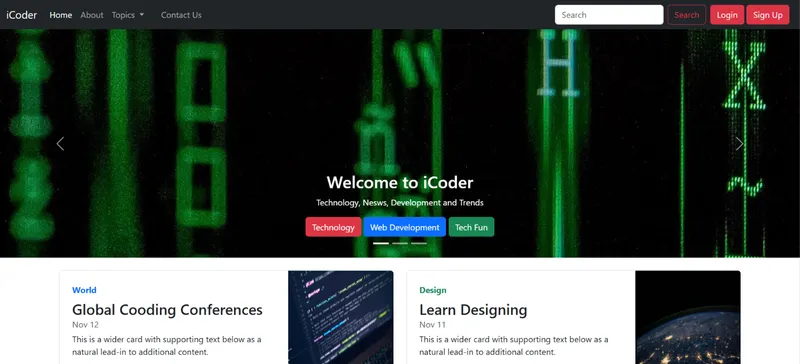 iCoder Home About Topics Contact Us Search Search Login Sign Up
Welcome to iCoder
Technology, Nesws, Development and Trends
Technology Web Development Tech Fun
World
Global Cooding Conferences
Nov 12
This is a wider card with supporting text below as a
natural lead-in to additional content.
Design
Learn Designing
Nov 11
This is a wider card with supporting text below as a
natural lead-in to additional content.